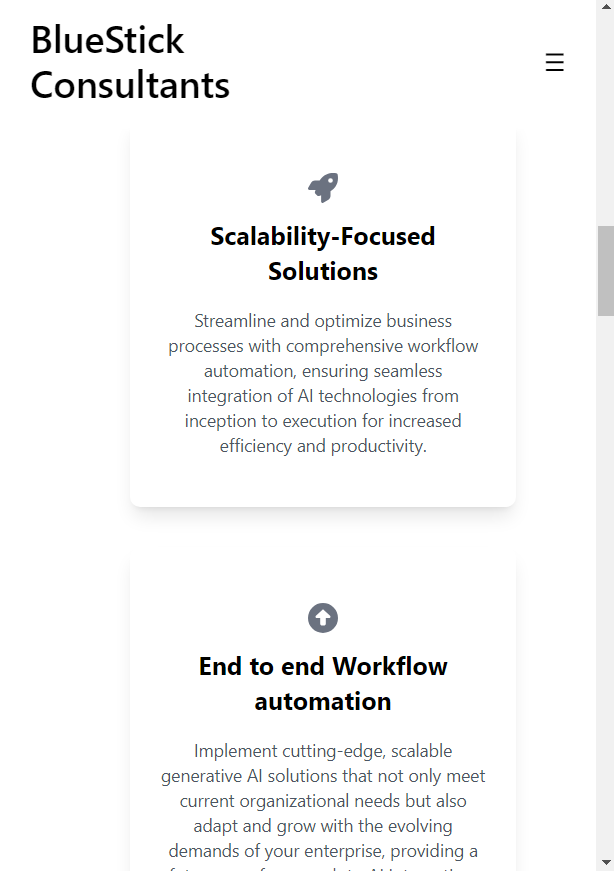 BlueStick
Consultants
Scalability-Focused
Solutions
Streamline and optimize business
processes with comprehensive workflow
automation, ensuring seamless
integration of AI technologies from
inception to execution for increased
efficiency and productivity.
End to end Workflow
automation
Implement cutting-edge, scalable
generative AI solutions that not only meet
current organizational needs but also
adapt and grow with the evolving
demands of your enterprise, providing a